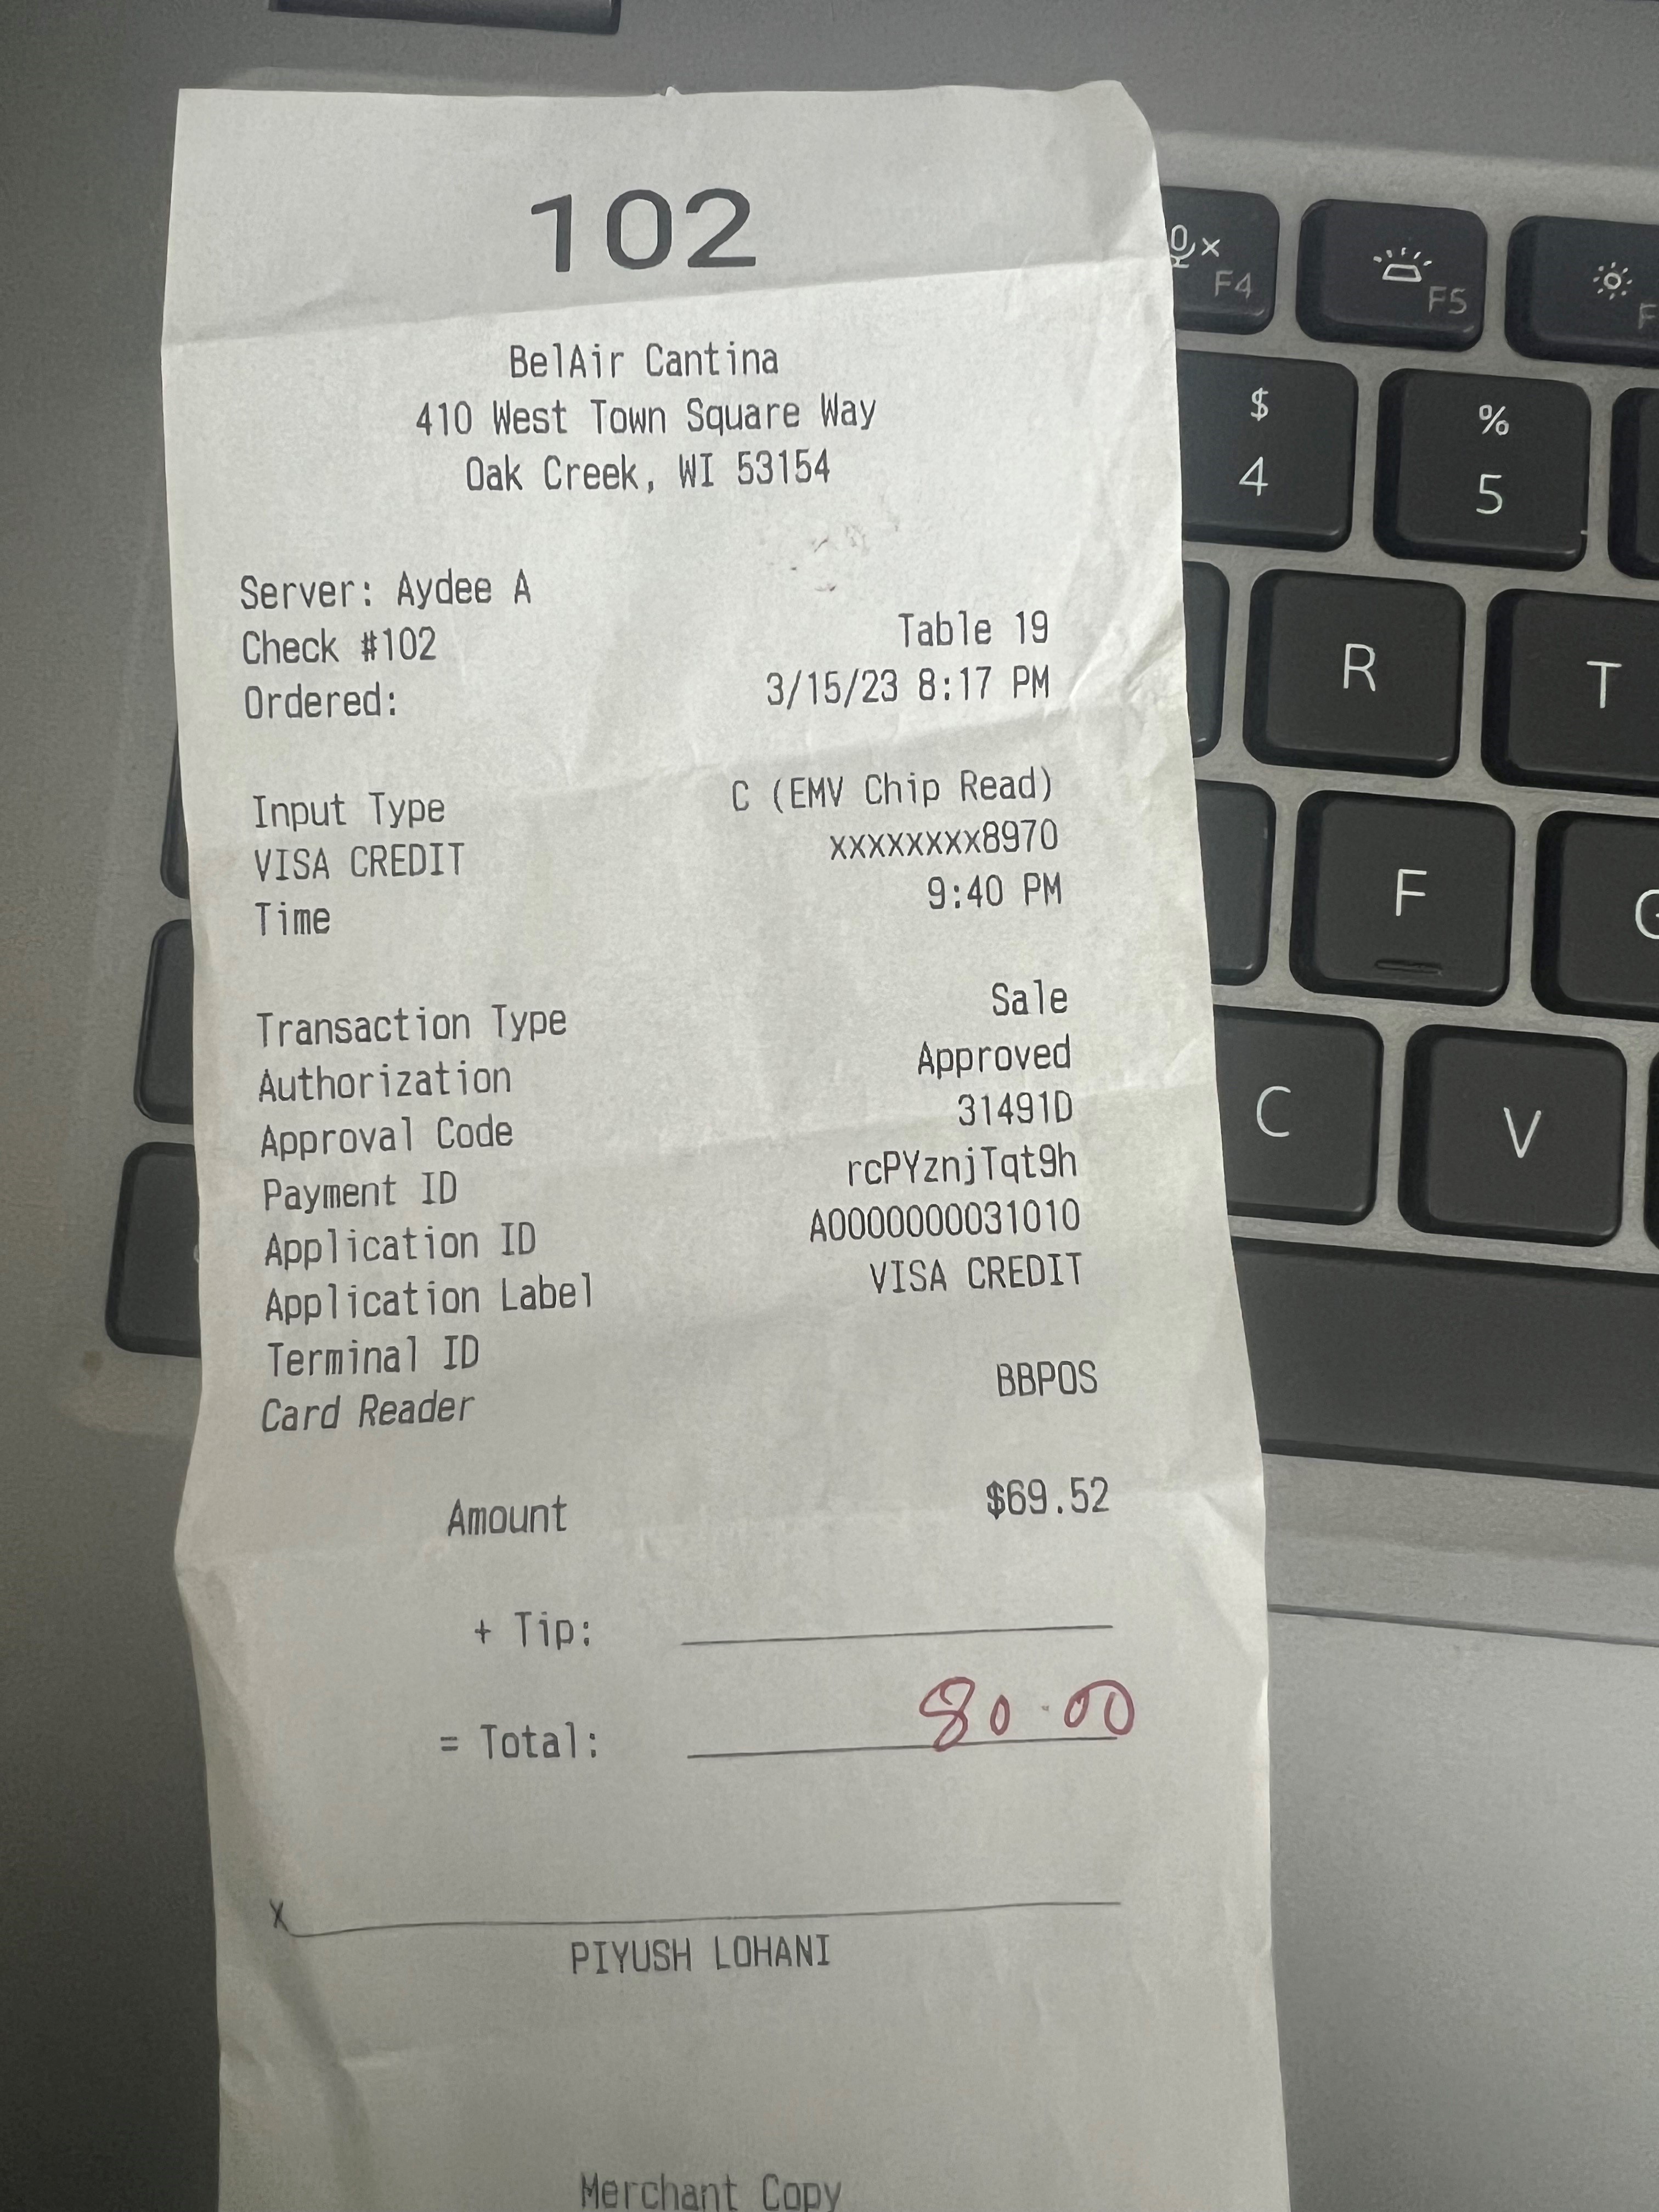 102
BelAir Cantina
410 West Town Square Way
Oak Creek, WI 53154
Server: Aydee A
Check #102 Table 19
Ordered: 3/15/23 8:17 PM
Input Type C (EMV Chip Read)
VISA CREDIT xxxxxxxx8970
Time 9:40 PM
Transaction Type Sale
Authorization Approved
Approval Code 31491D
Payment ID rcPYznjTqt9h
Application ID A0000000031010
Application Label VISA CREDIT
Terminal ID
Card Reader BBPOS
Amount $69.52
+ Tip:
= Total: 80.00
X
PIYUSH LOHANI
Merchant Copy
F4
F5
$
4
%
5
R
T
F
G
C
V